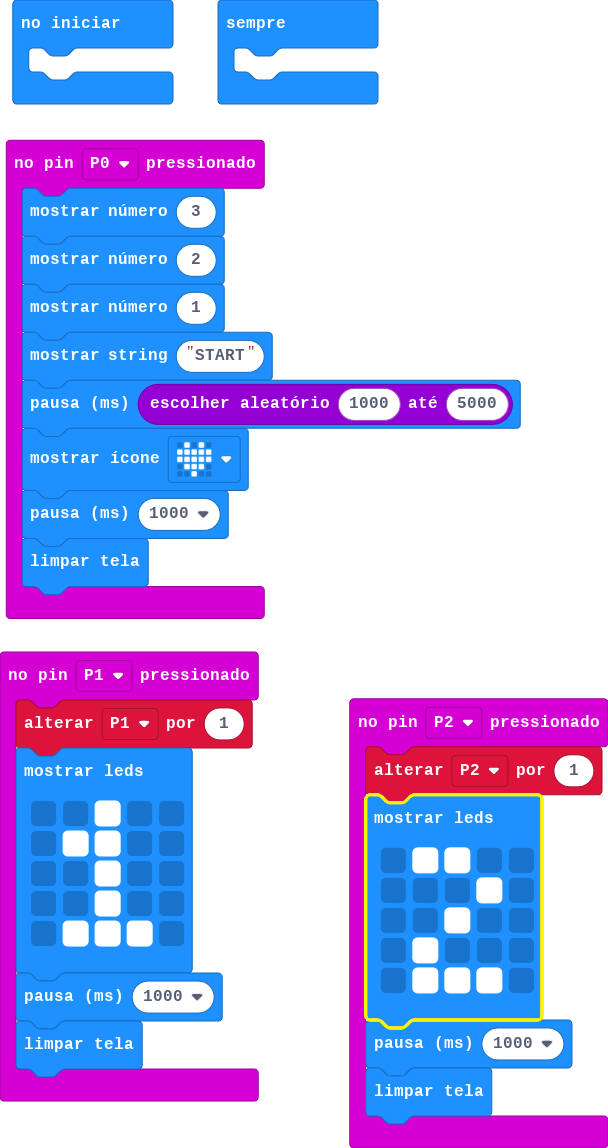 no iniciar
sempre
no pin P0 pressionado
mostrar número 3
mostrar número 2
mostrar número 1
mostrar string "START"
pausa (ms) escolher aleatório 1000 até 5000
mostrar ícone
pausa (ms) 1000
limpar tela
no pin P1 pressionado
alterar P1 por 1
mostrar leds
pausa (ms) 1000
limpar tela
no pin P2 pressionado
alterar P2 por 1
mostrar leds
pausa (ms) 1000
limpar tela